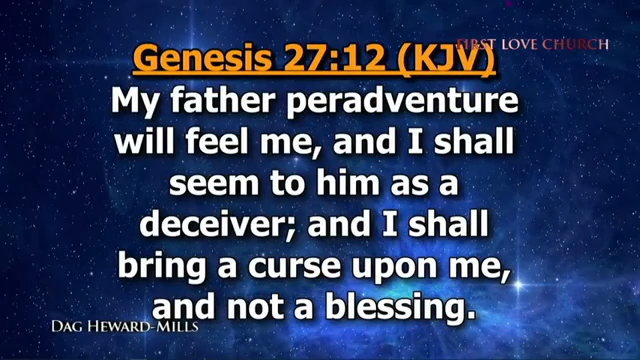 FIRST LOVE CHURCH
Genesis 27:12 (KJV)
My father peradventure
will feel me, and I shall
seem to him as a
deceiver; and I shall
bring a curse upon me,
and not a blessing.
DAG HEWARD-MILLS